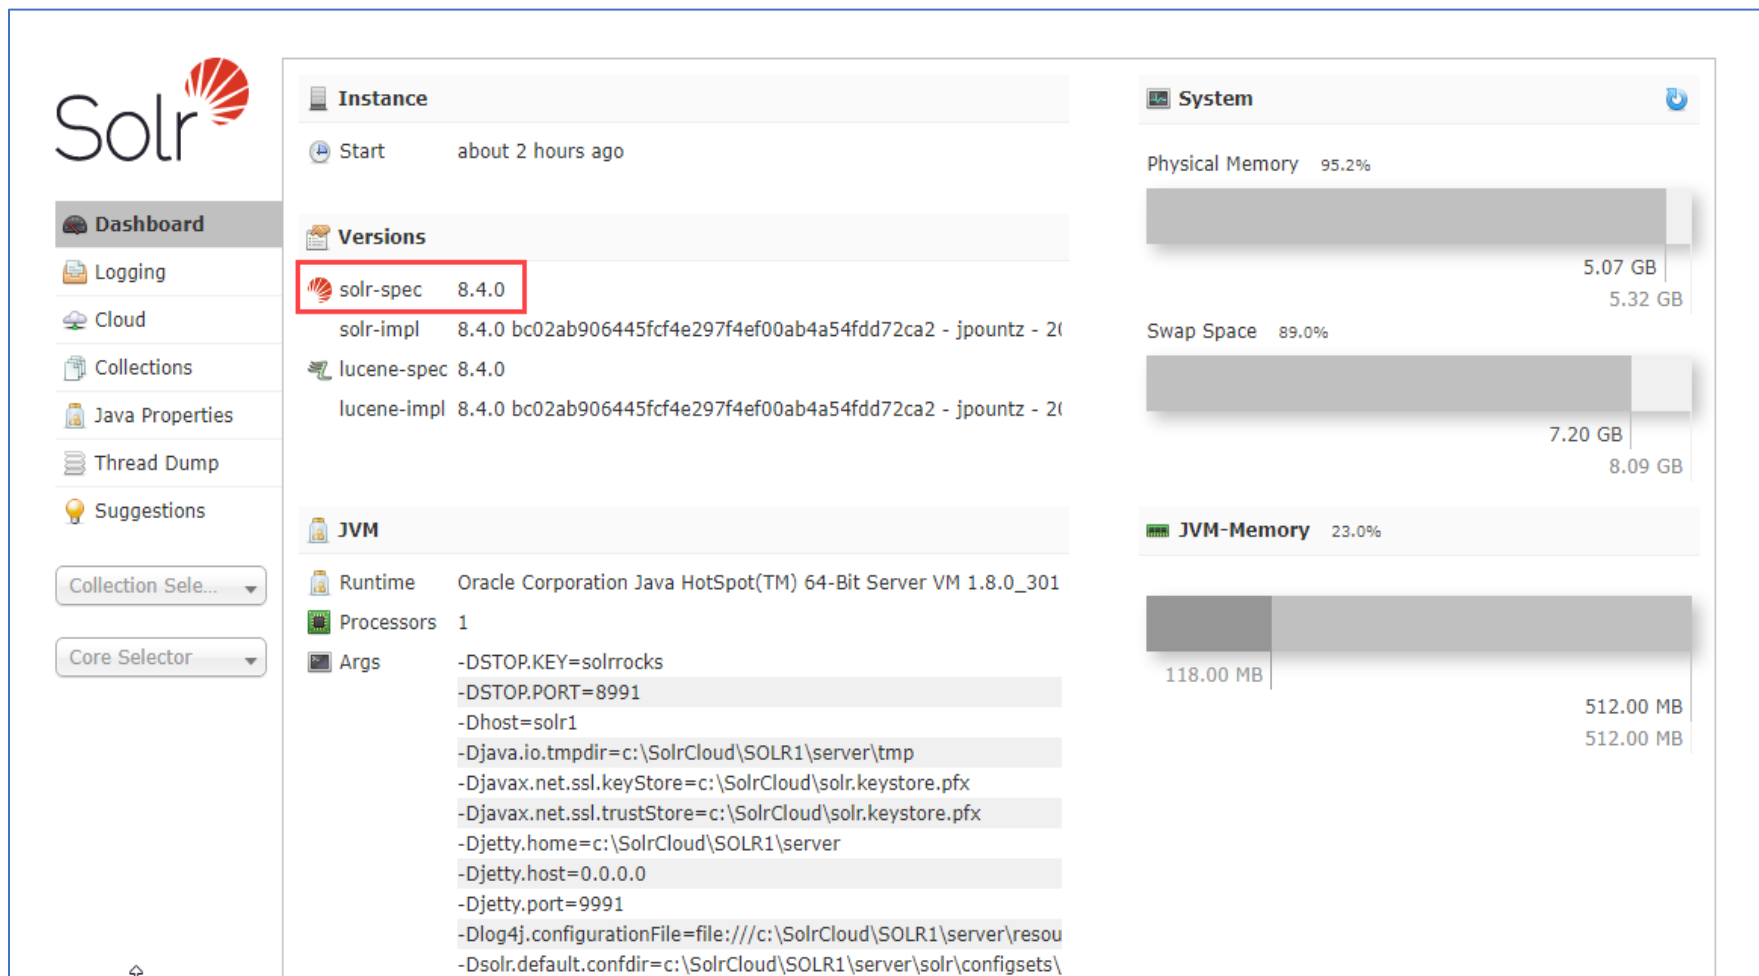 Solr
Dashboard
Logging
Cloud
Collections
Java Properties
Thread Dump
Suggestions
Collection Sele...
Core Selector
Instance
Start about 2 hours ago
Versions
solr-spec 8.4.0
solr-impl 8.4.0 bc02ab906445fcf4e297f4ef00ab4a54fdd72ca2 - jpountz - 20
lucene-spec 8.4.0
lucene-impl 8.4.0 bc02ab906445fcf4e297f4ef00ab4a54fdd72ca2 - jpountz - 20
JVM
Runtime Oracle Corporation Java HotSpot(TM) 64-Bit Server VM 1.8.0_301
Processors 1
Args -DSTOP.KEY=solrrocks
-DSTOP.PORT=8991
-Dhost=solr1
-Djava.io.tmpdir=c:\SolrCloud\SOLR1\server\tmp
-Djavax.net.ssl.keyStore=c:\SolrCloud\solr.keystore.pfx
-Djavax.net.ssl.trustStore=c:\SolrCloud\solr.keystore.pfx
-Djetty.home=c:\SolrCloud\SOLR1\server
-Djetty.host=0.0.0.0
-Djetty.port=9991
-Dlog4j.configurationFile=file:///c:\SolrCloud\SOLR1\server\resou
-Dsolr.default.confdir=c:\SolrCloud\SOLR1\server\solr\configsets\
System
Physical Memory 95.2%
5.07 GB
5.32 GB
Swap Space 89.0%
7.20 GB
8.09 GB
JVM-Memory 23.0%
118.00 MB
512.00 MB
512.00 MB